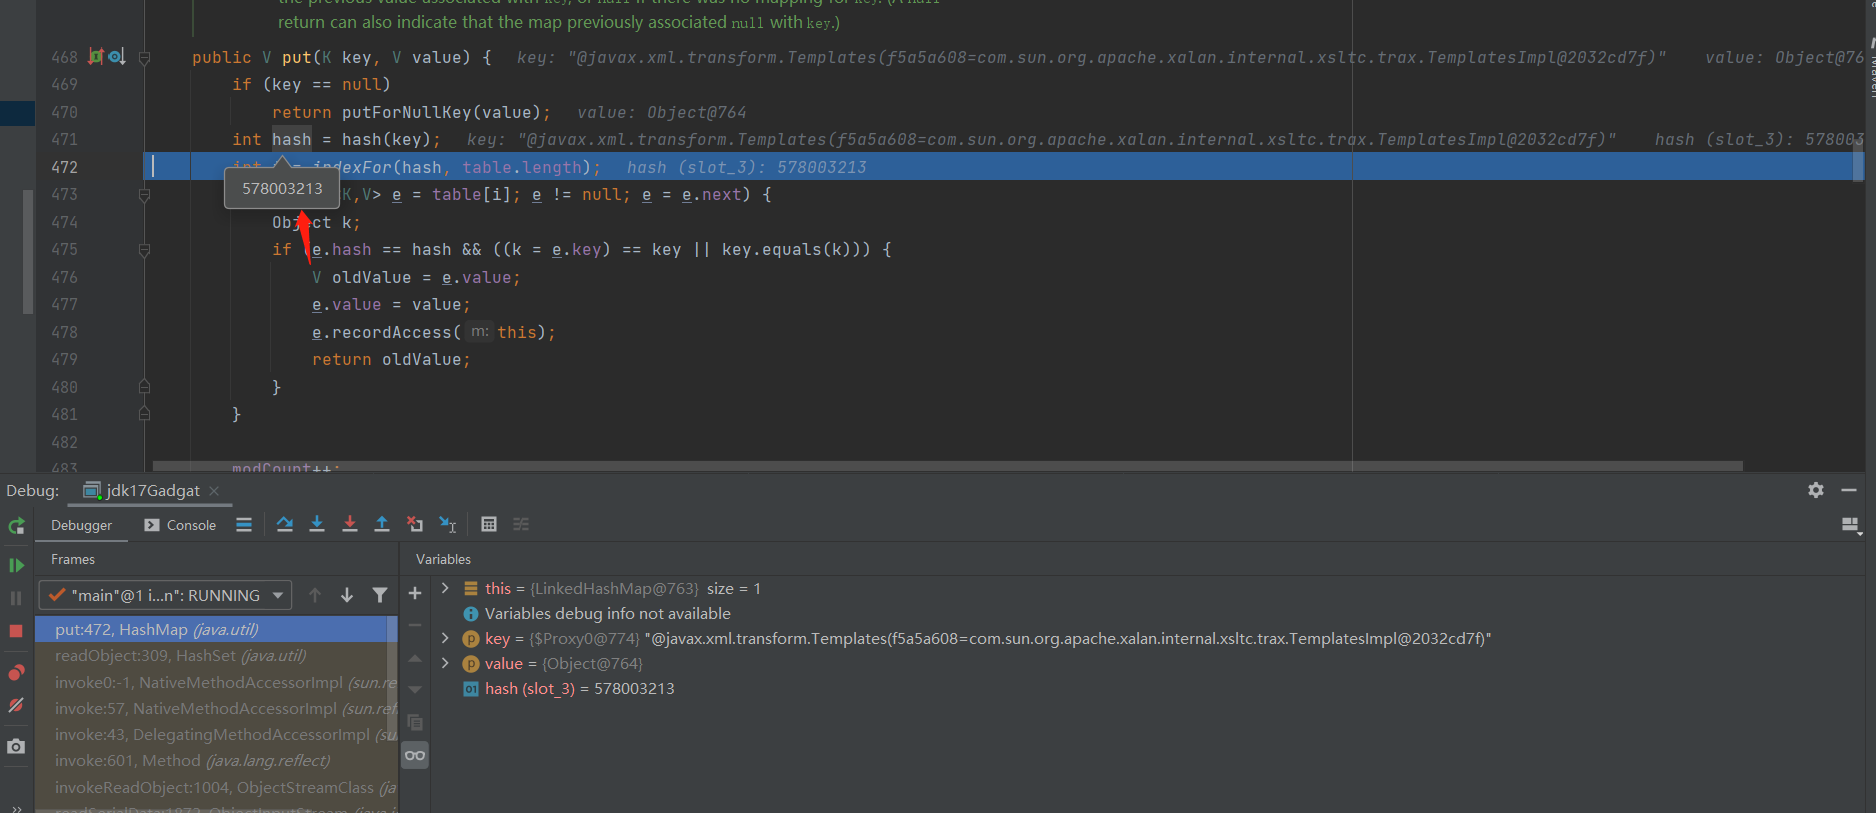 the previous value associated with key, or null if there was no mapping for key. (A null
return can also indicate that the map previously associated null with key.)
468 public V put(K key, V value) { key: "@javax.xml.transform.Templates(f5a5a608=com.sun.org.apache.xalan.internal.xsltc.trax.TemplatesImpl@2032cd7f)" value: Object@76
469 if (key == null)
470 return putForNullKey(value); value: Object@764
471 int hash = hash(key); key: "@javax.xml.transform.Templates(f5a5a608=com.sun.org.apache.xalan.internal.xsltc.trax.TemplatesImpl@2032cd7f)" hash (slot_3): 578003
472 int = indexFor(hash, table.length); hash (slot_3): 578003213
578003213
473 K,V> e = table[i]; e != null; e = e.next) {
474 Object k;
475 if (e.hash == hash && ((k = e.key) == key || key.equals(k))) {
476 V oldValue = e.value;
477 e.value = value;
478 e.recordAccess( m: this);
479 return oldValue;
480 }
481 }
482
483 modCount++;
Maven
Debug: jdk17Gadgat
Debugger Console
Frames
Variables
"main"@1 i...n": RUNNING
put:472, HashMap (java.util)
readObject:309, HashSet (java.util)
invoke0:-1, NativeMethodAccessorImpl (sun.re
invoke:57, NativeMethodAccessorImpl (sun.ref
invoke:43, DelegatingMethodAccessorImpl (su
invoke:601, Method (java.lang.reflect)
invokeReadObject:1004, ObjectStreamClass (ja
readSerialData:1872, ObjectInputStream (java.i
this = {LinkedHashMap@763} size = 1
Variables debug info not available
key = {$Proxy0@774} "@javax.xml.transform.Templates(f5a5a608=com.sun.org.apache.xalan.internal.xsltc.trax.TemplatesImpl@2032cd7f)"
value = {Object@764}
hash (slot_3) = 578003213